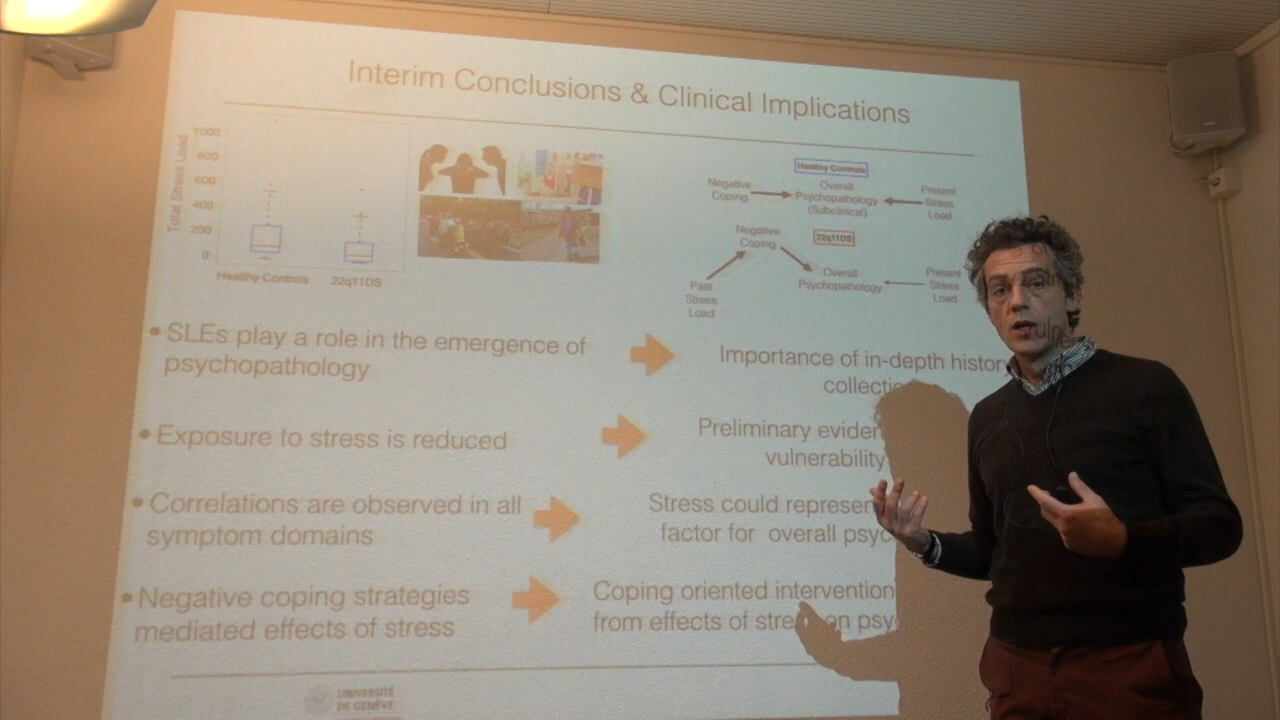 Interim Conclusions & Clinical Implications
Total Stress Load
1000
800
600
400
200
0
Healthy Controls
22q11DS
Healthy Controls
Negative
Coping
Overall
Psychopathology
(Subclinical)
Present
Stress
Load
22q11DS
Negative
Coping
Past
Stress
Load
Overall
Psychopathology
Present
Stress
Load
• SLEs play a role in the emergence of
psychopathology
Importance of in-depth history
collectio
• Exposure to stress is reduced
Preliminary eviden
vulnerability
• Correlations are observed in all
symptom domains
Stress could represen
factor for overall psyc
• Negative coping strategies
mediated effects of stress
Coping oriented intervention
from effects of stre on psy
UNIVERSITÉ
DE GENÈVE